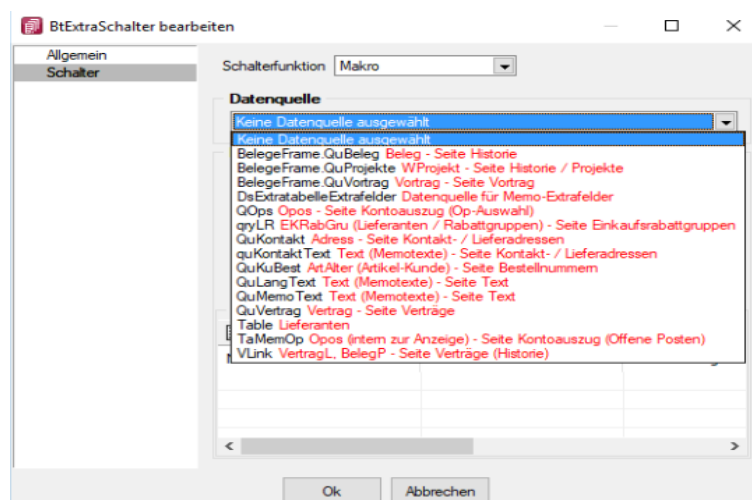 BtExtraSchalter bearbeiten
Allgemein
Schalter
Schalterfunktion Makro
Datenquelle
Keine Datenquelle ausgewählt
Keine Datenquelle ausgewählt
BelegeFrame.QuBeleg Beleg - Seite Historie
BelegeFrame.QuProjekte WProjekt - Seite Historie / Projekte
BelegeFrame.QuVortrag Vortrag - Seite Vortrag
DsExtratabelleExtrafelder Datenquelle für Memo-Extrafelder
QOps Opos - Seite Kontoauszug (Op-Auswahl)
qryLR EKRabGru (Lieferanten / Rabattgruppen) - Seite Einkaufsrabattgruppen
QuKontakt Adress - Seite Kontakt- / Lieferadressen
quKontaktText Text (Memotexte) - Seite Kontakt- / Lieferadressen
QuKuBest ArtAlter (Artikel-Kunde) - Seite Bestellnummern
QuLangText Text (Memotexte) - Seite Text
QuMemoText Text (Memotexte) - Seite Text
QuVertrag Vertrag - Seite Verträge
Table Lieferanten
TaMemOp Opos (intern zur Anzeige) - Seite Kontoauszug (Offene Posten)
VLink VertragL, BelegP - Seite Verträge (Historie)
Ok Abbrechen